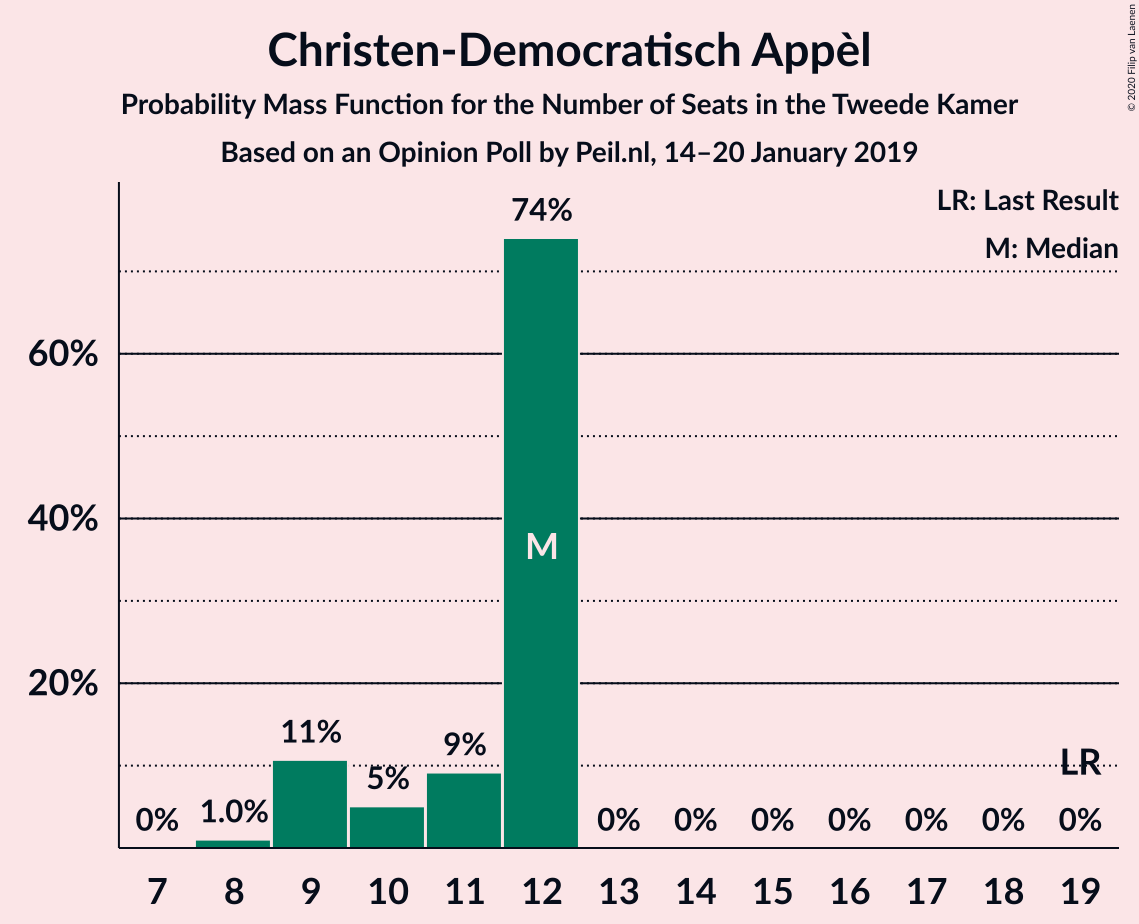 Christen-Democratisch Appèl
Probability Mass Function for the Number of Seats in the Tweede Kamer
Based on an Opinion Poll by Peil.nl, 14–20 January 2019
© 2020 Filip van Laenen
LR: Last Result
M: Median
60%
40%
20%
0% 1.0% 11% 5% 9% 74% 0% 0% 0% 0% 0% 0% 0%
M
LR
7 8 9 10 11 12 13 14 15 16 17 18 19